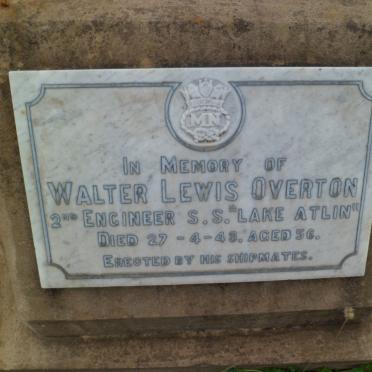 MN
IN MEMORY OF
WALTER LEWIS OVERTON
2ND ENGINEER S.S. "LAKE ATLIN"
DIED 27-4-48, AGED 56.
ERECTED BY HIS SHIPMATES.